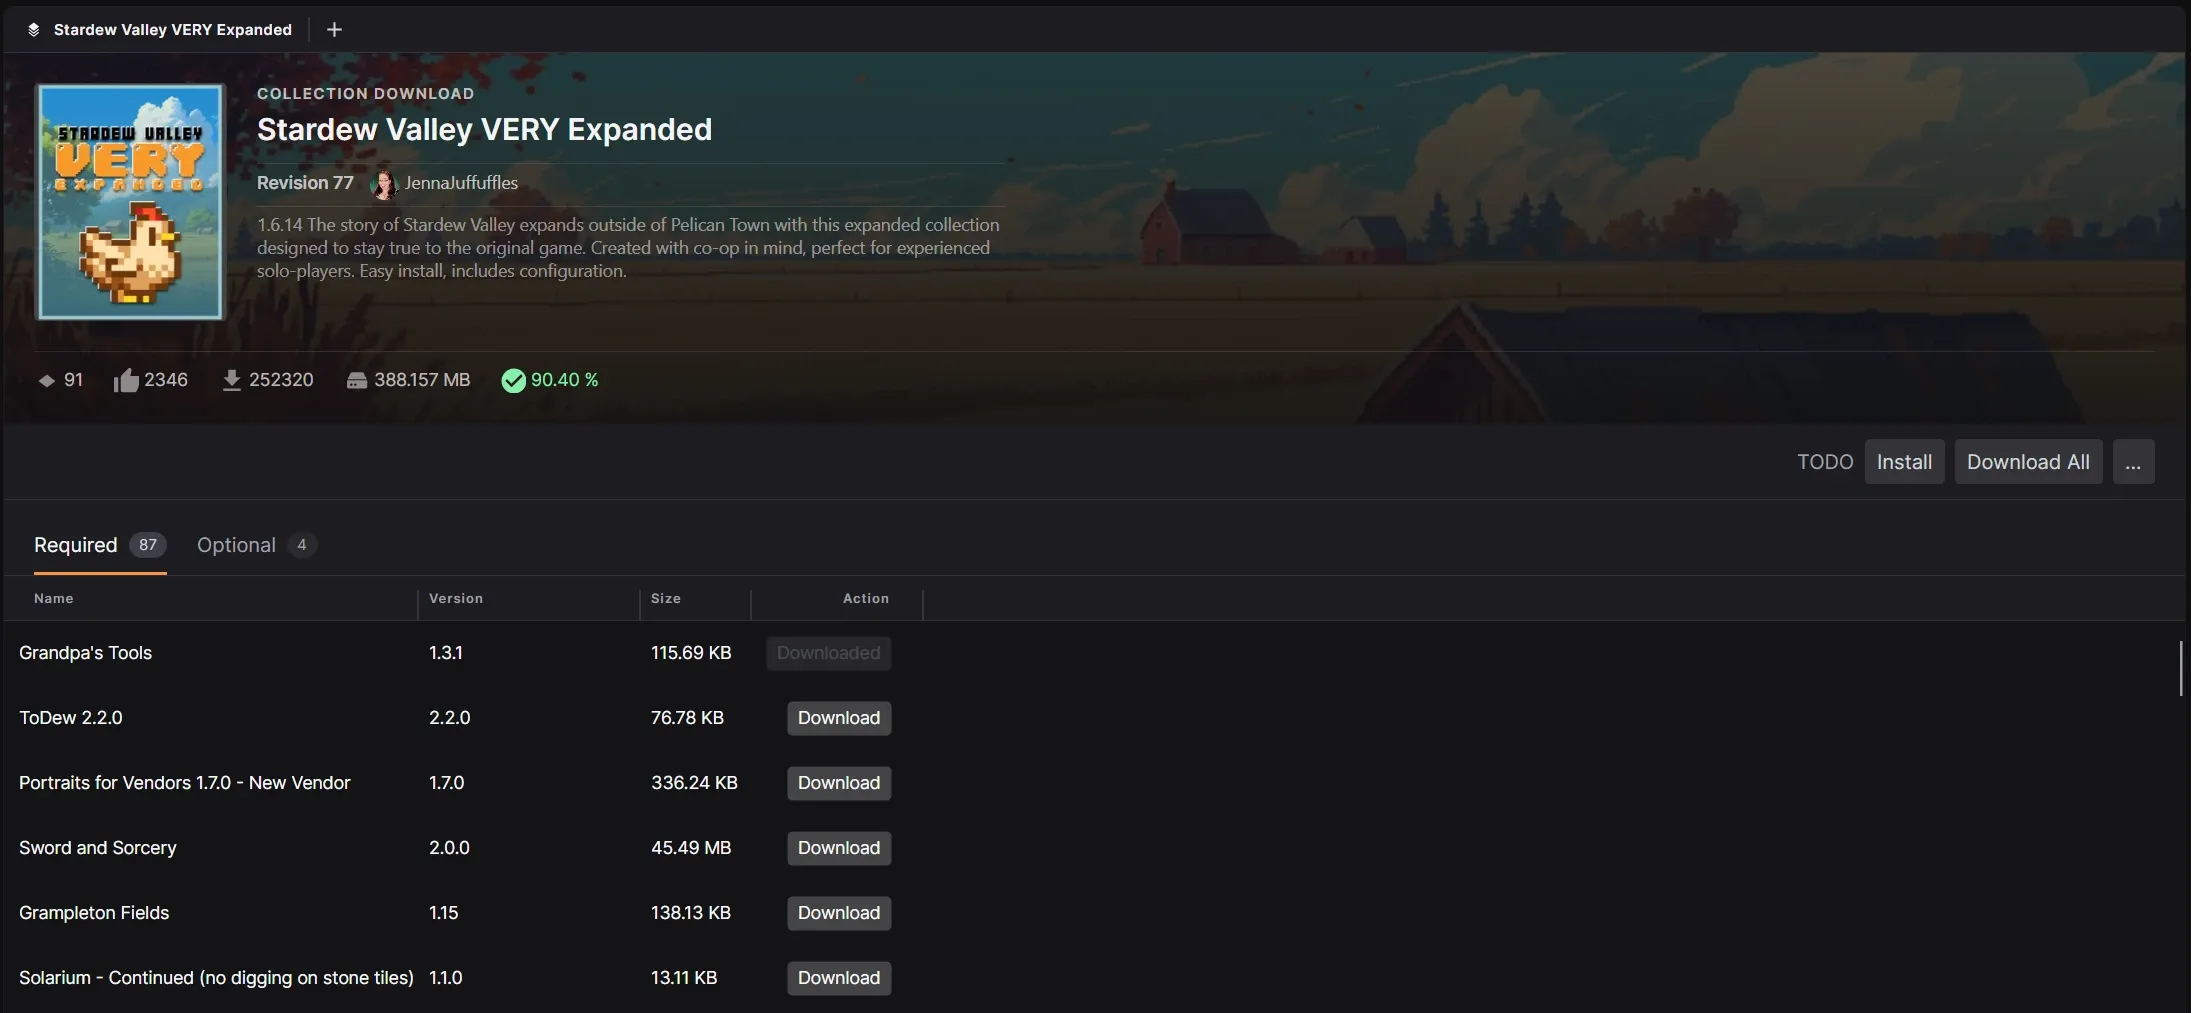 Stardew Valley VERY Expanded
STARDEW VALLEY
VERY
EXPANDED
COLLECTION DOWNLOAD
Stardew Valley VERY Expanded
Revision 77 JennaJuffuffles
1.6.14 The story of Stardew Valley expands outside of Pelican Town with this expanded collection
designed to stay true to the original game. Created with co-op in mind, perfect for experienced
solo-players. Easy install, includes configuration.
91 2346 252320 388.157 MB 90.40 %
TODO Install Download All ...
Required 87 Optional 4
Name Version Size Action
Grandpa's Tools 1.3.1 115.69 KB Downloaded
ToDew 2.2.0 2.2.0 76.78 KB Download
Portraits for Vendors 1.7.0 - New Vendor 1.7.0 336.24 KB Download
Sword and Sorcery 2.0.0 45.49 MB Download
Grampleton Fields 1.15 138.13 KB Download
Solarium - Continued (no digging on stone tiles) 1.1.0 13.11 KB Download